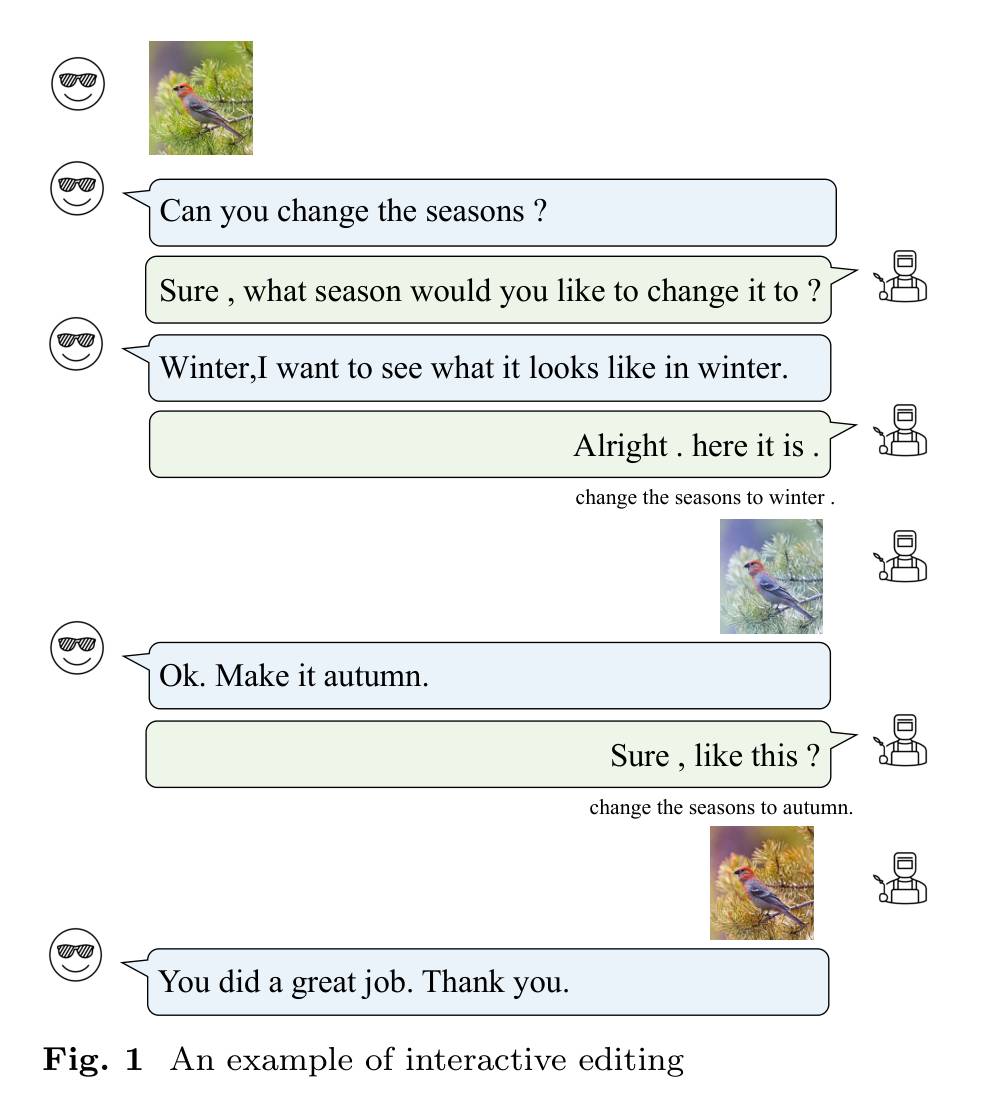 Can you change the seasons ?
Sure , what season would you like to change it to ?
Winter,I want to see what it looks like in winter.
Alright . here it is .
change the seasons to winter .
Ok. Make it autumn.
Sure , like this ?
change the seasons to autumn.
You did a great job. Thank you.
Fig. 1 An example of interactive editing